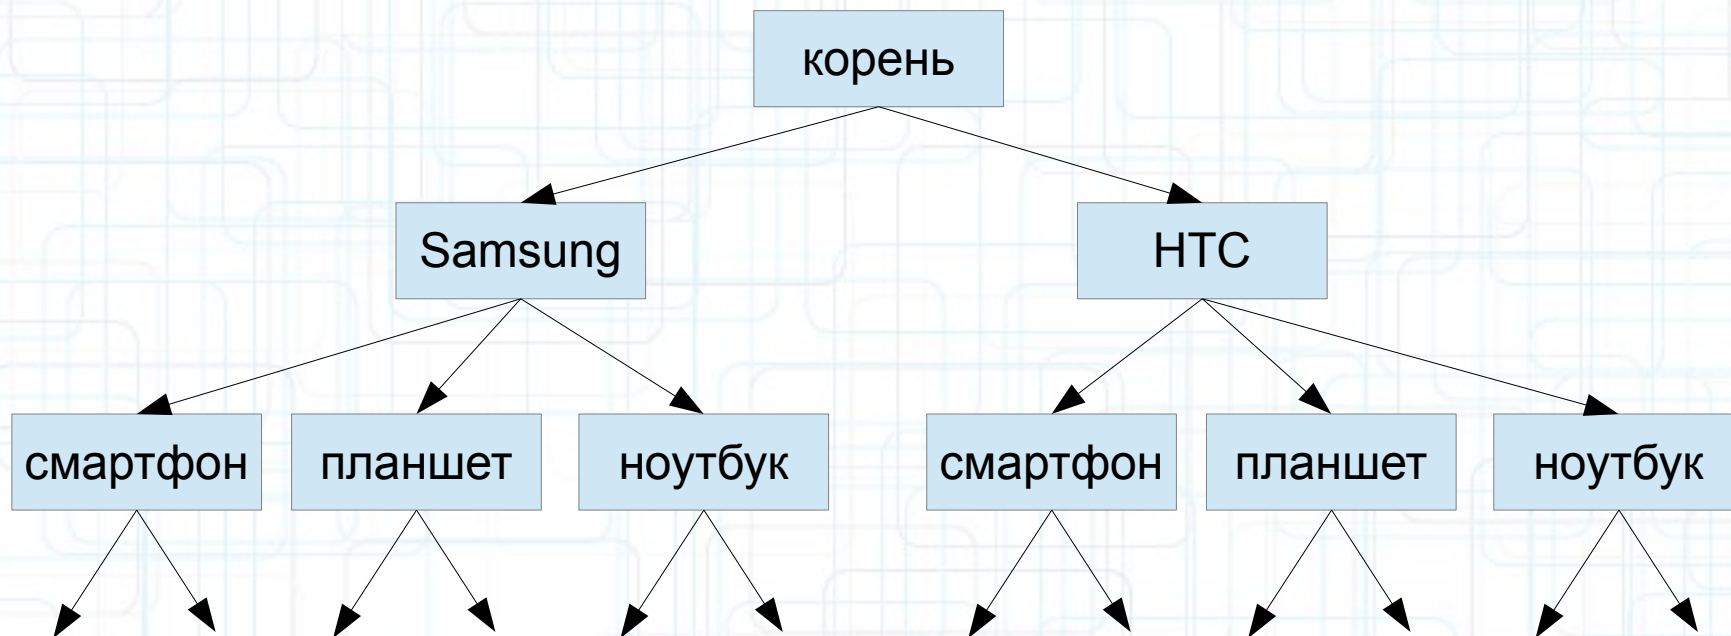 корень
Samsung
HTC
смартфон
планшет
ноутбук
смартфон
планшет
ноутбук